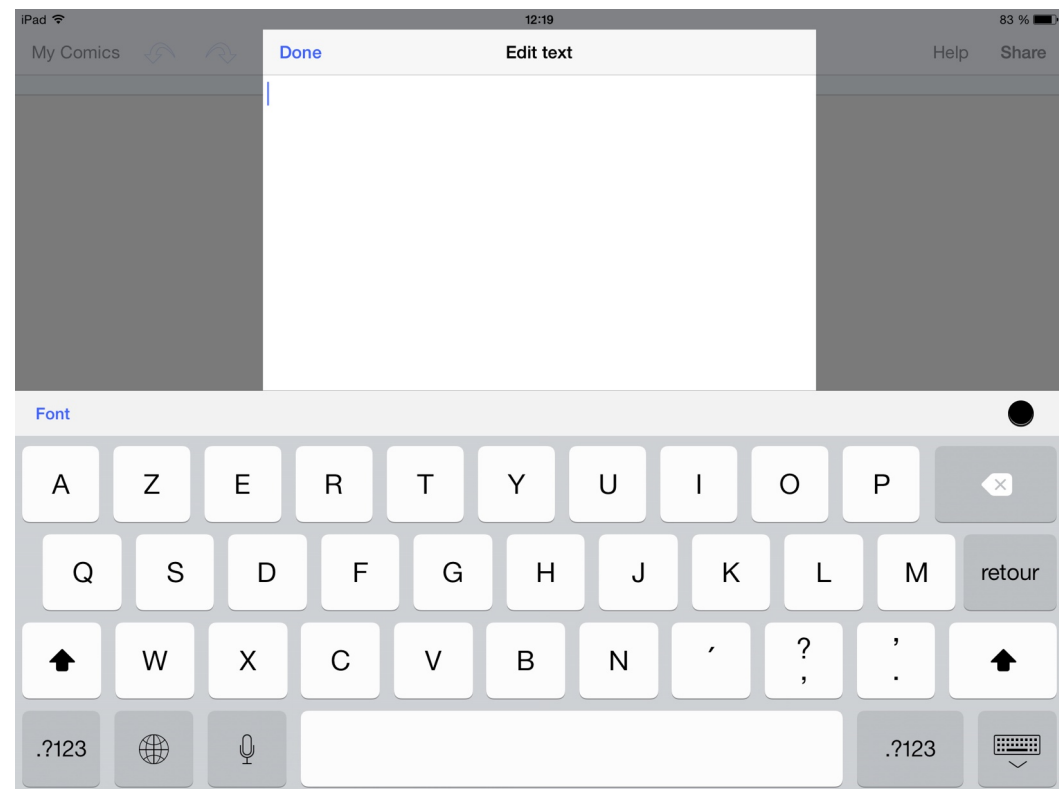 iPad 12:19 83 %
My Comics Done Edit text Help Share
Font
A Z E R T Y U I O P
Q S D F G H J K L M retour
W X C V B N ´ ? , ’ .
.?123 .?123